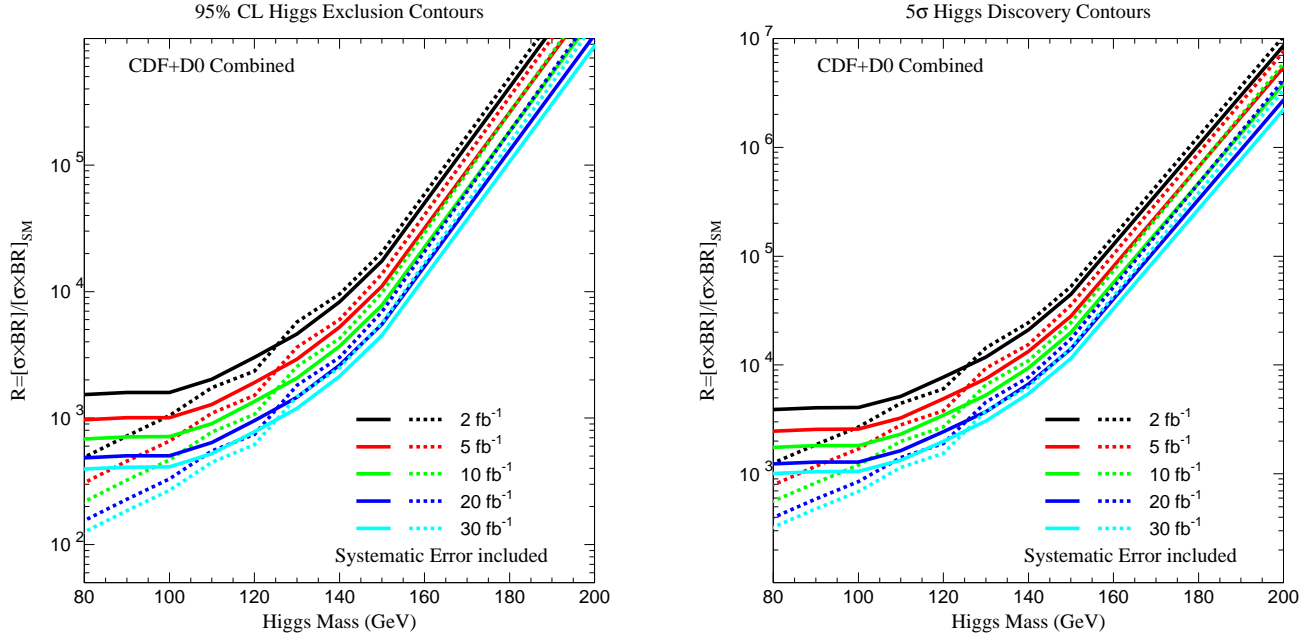 95% CL Higgs Exclusion Contours
CDF+D0 Combined
10^5
10^4
10^3
10^2
R=[σ×BR]/[σ×BR]_SM
2 fb^-1
5 fb^-1
10 fb^-1
20 fb^-1
30 fb^-1
Systematic Error included
80 100 120 140 160 180 200
Higgs Mass (GeV)
5σ Higgs Discovery Contours
CDF+D0 Combined
10^7
10^6
10^5
10^4
10^3
R=[σ×BR]/[σ×BR]_SM
2 fb^-1
5 fb^-1
10 fb^-1
20 fb^-1
30 fb^-1
Systematic Error included
80 100 120 140 160 180 200
Higgs Mass (GeV)